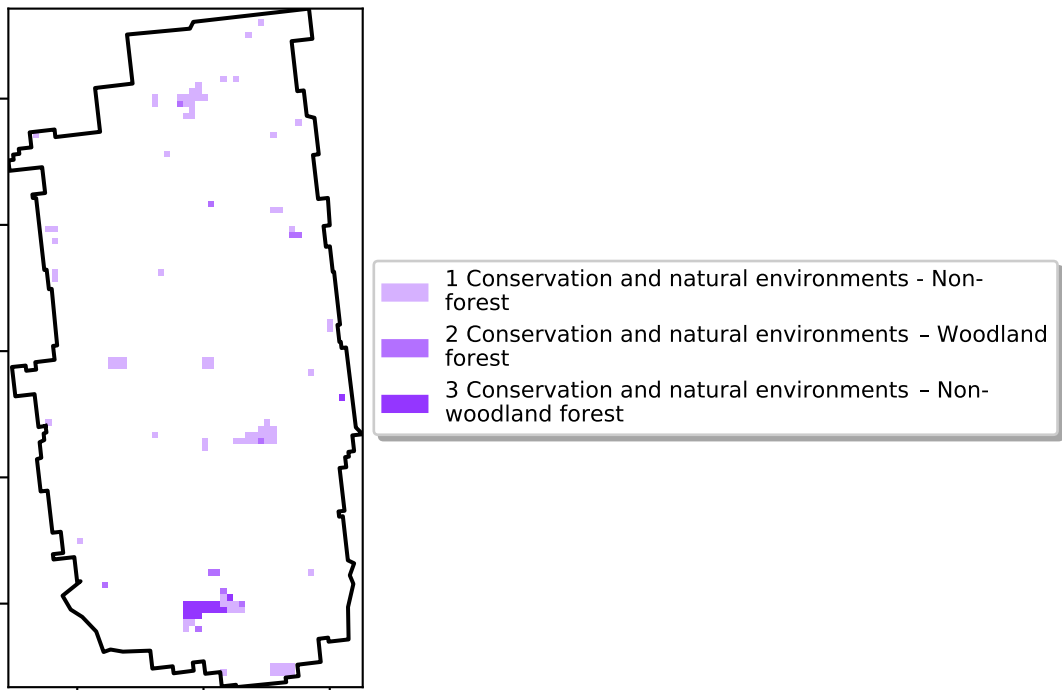 1 Conservation and natural environments - Non-
forest
2 Conservation and natural environments – Woodland
forest
3 Conservation and natural environments – Non-
woodland forest